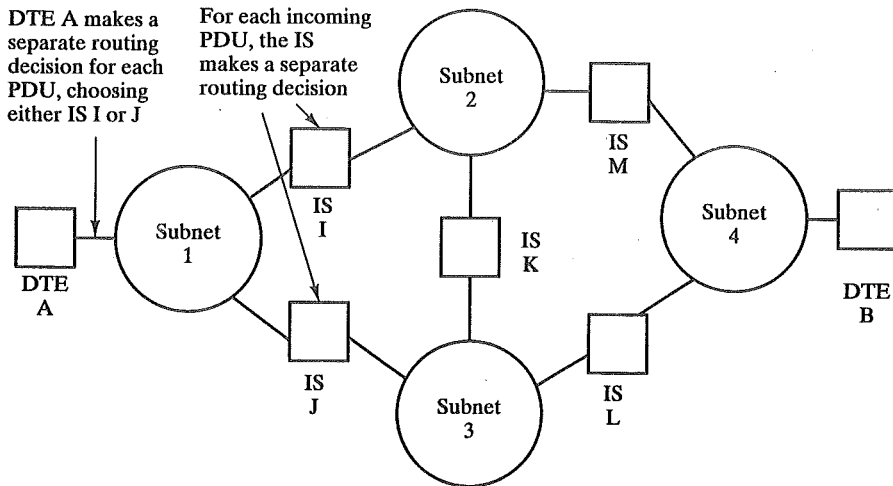 DTE A makes a
separate routing
decision for each
PDU, choosing
either IS I or J
For each incoming
PDU, the IS
makes a separate
routing decision
Subnet
2
IS
M
IS
I
DTE
A
Subnet
1
IS
K
Subnet
4
DTE
B
IS
J
Subnet
3
IS
L